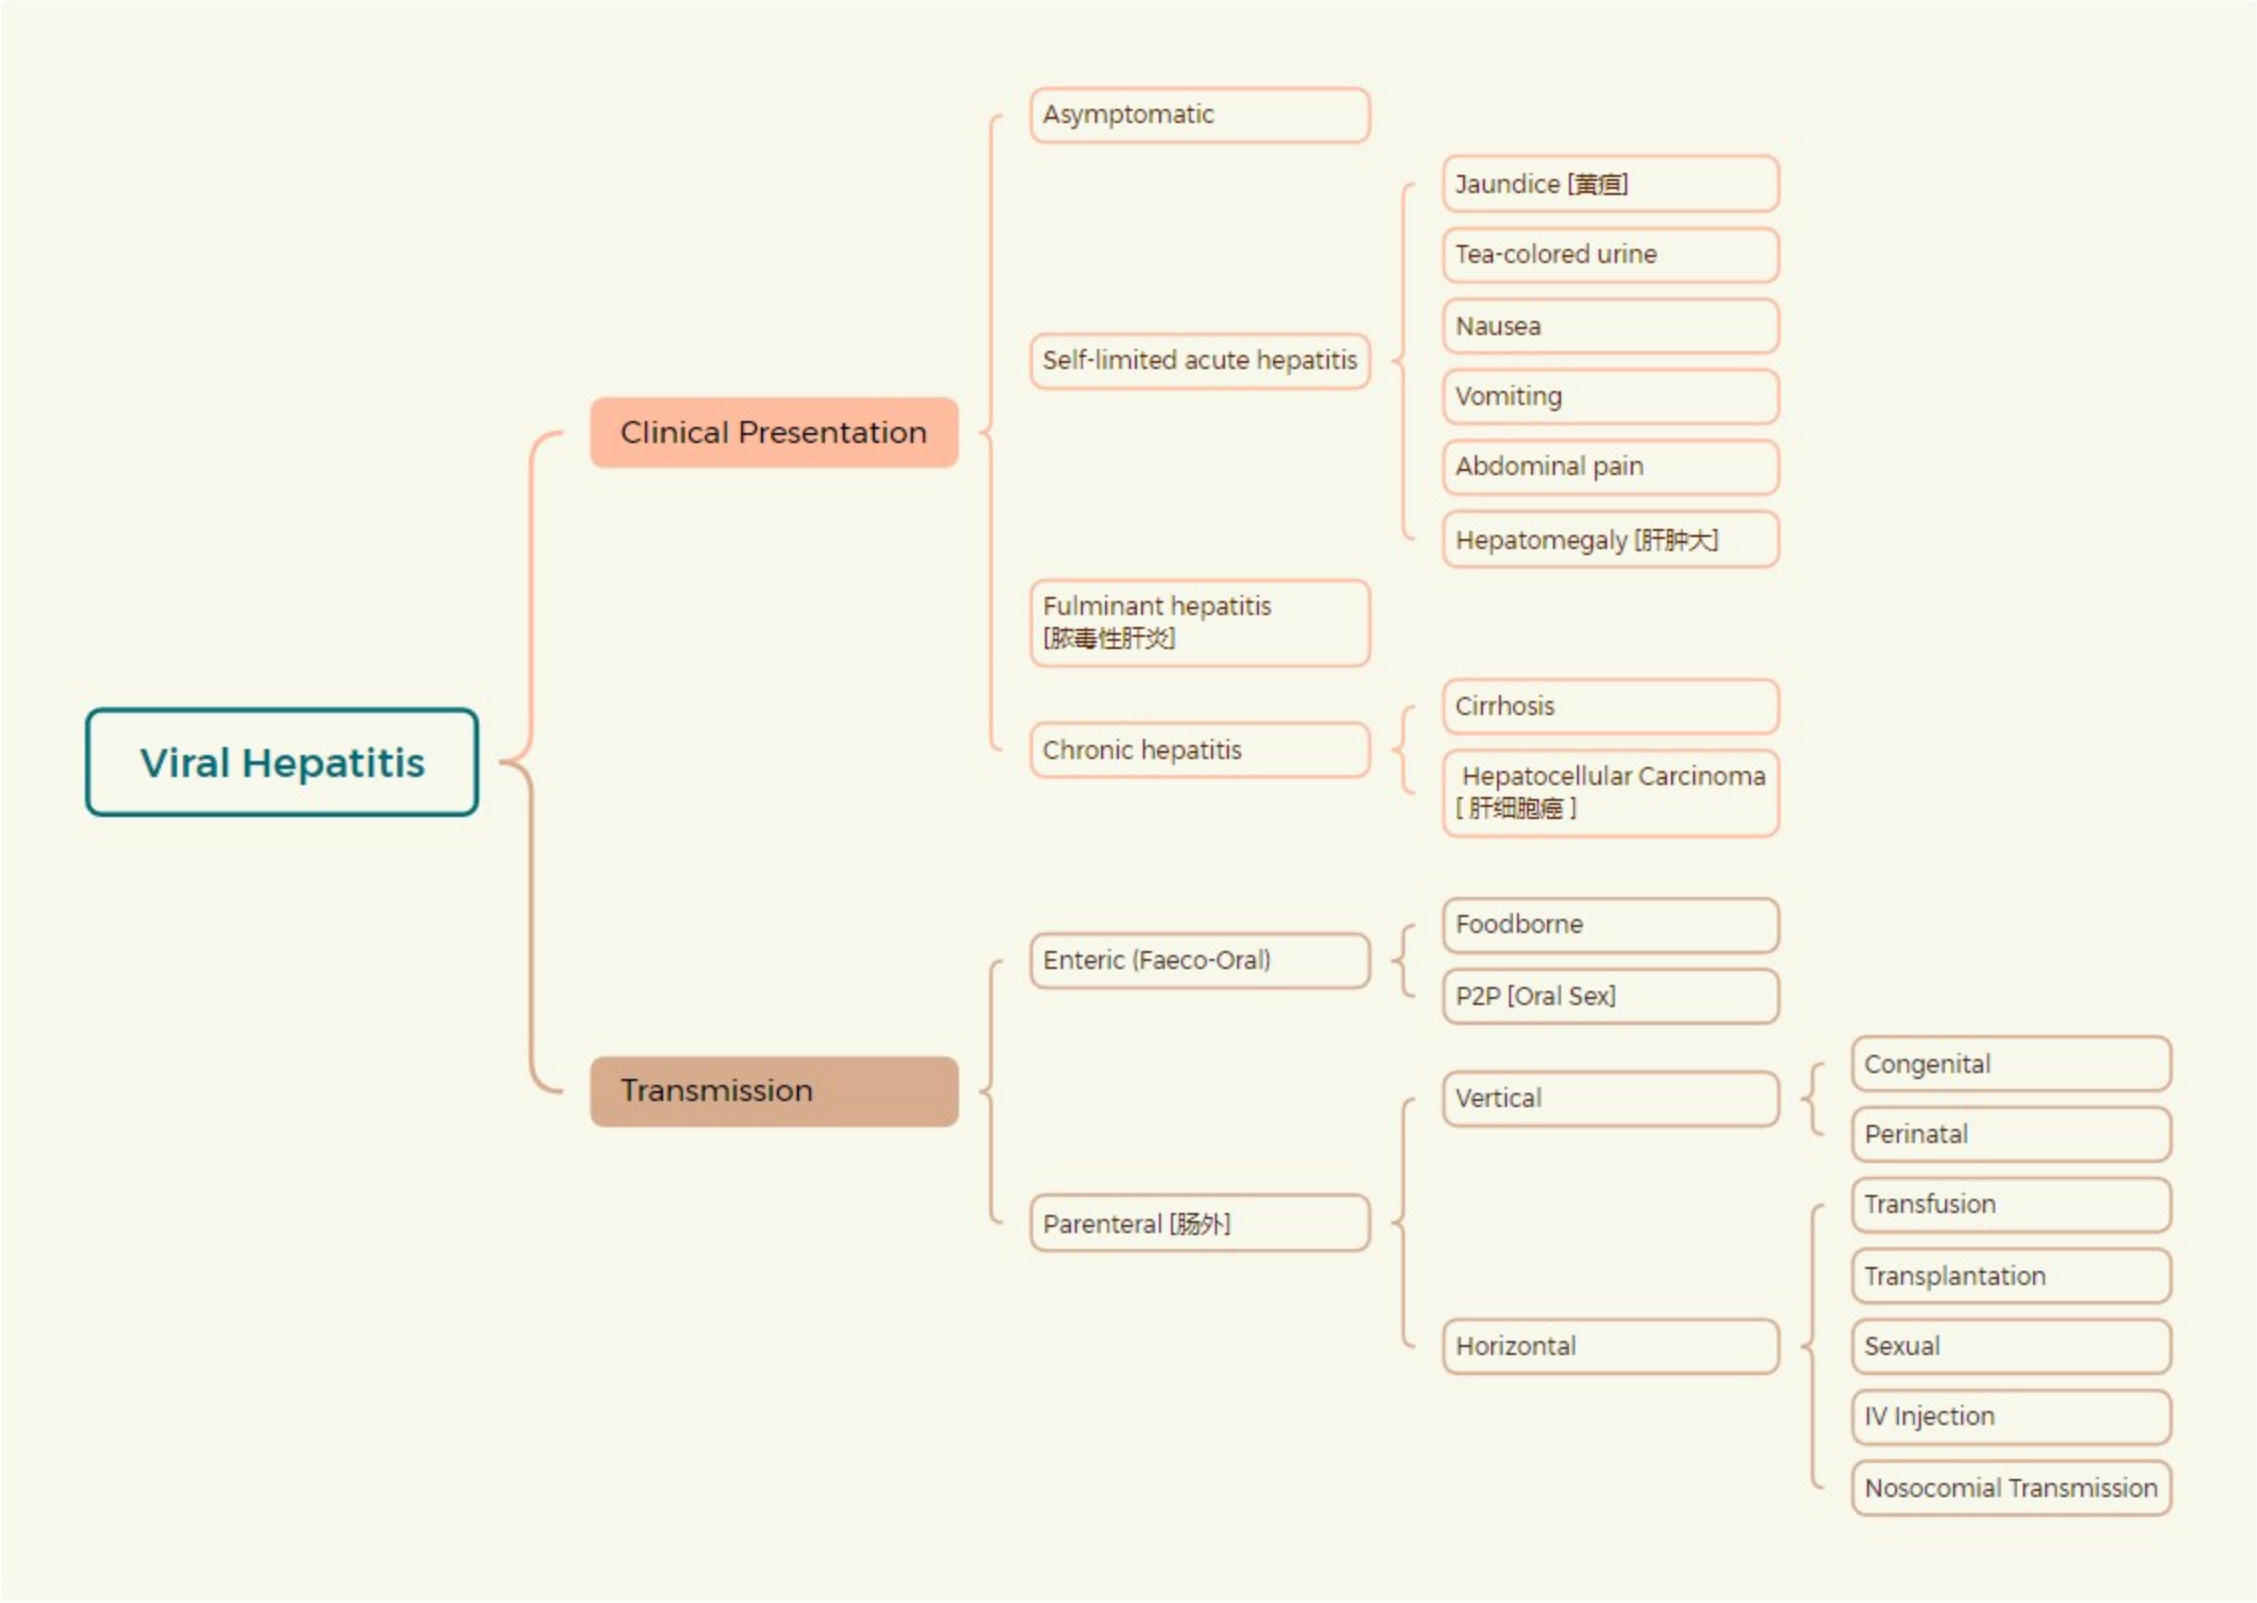 Asymptomatic
Jaundice [黄疸]
Tea-colored urine
Nausea
Self-limited acute hepatitis
Vomiting
Clinical Presentation
Abdominal pain
Hepatomegaly [肝肿大]
Fulminant hepatitis
[脓毒性肝炎]
Cirrhosis
Chronic hepatitis
Viral Hepatitis
Hepatocellular Carcinoma
[ 肝细胞癌 ]
Foodborne
Enteric (Faeco-Oral)
P2P [Oral Sex]
Congenital
Transmission
Vertical
Perinatal
Transfusion
Parenteral [肠外]
Transplantation
Horizontal
Sexual
IV Injection
Nosocomial Transmission